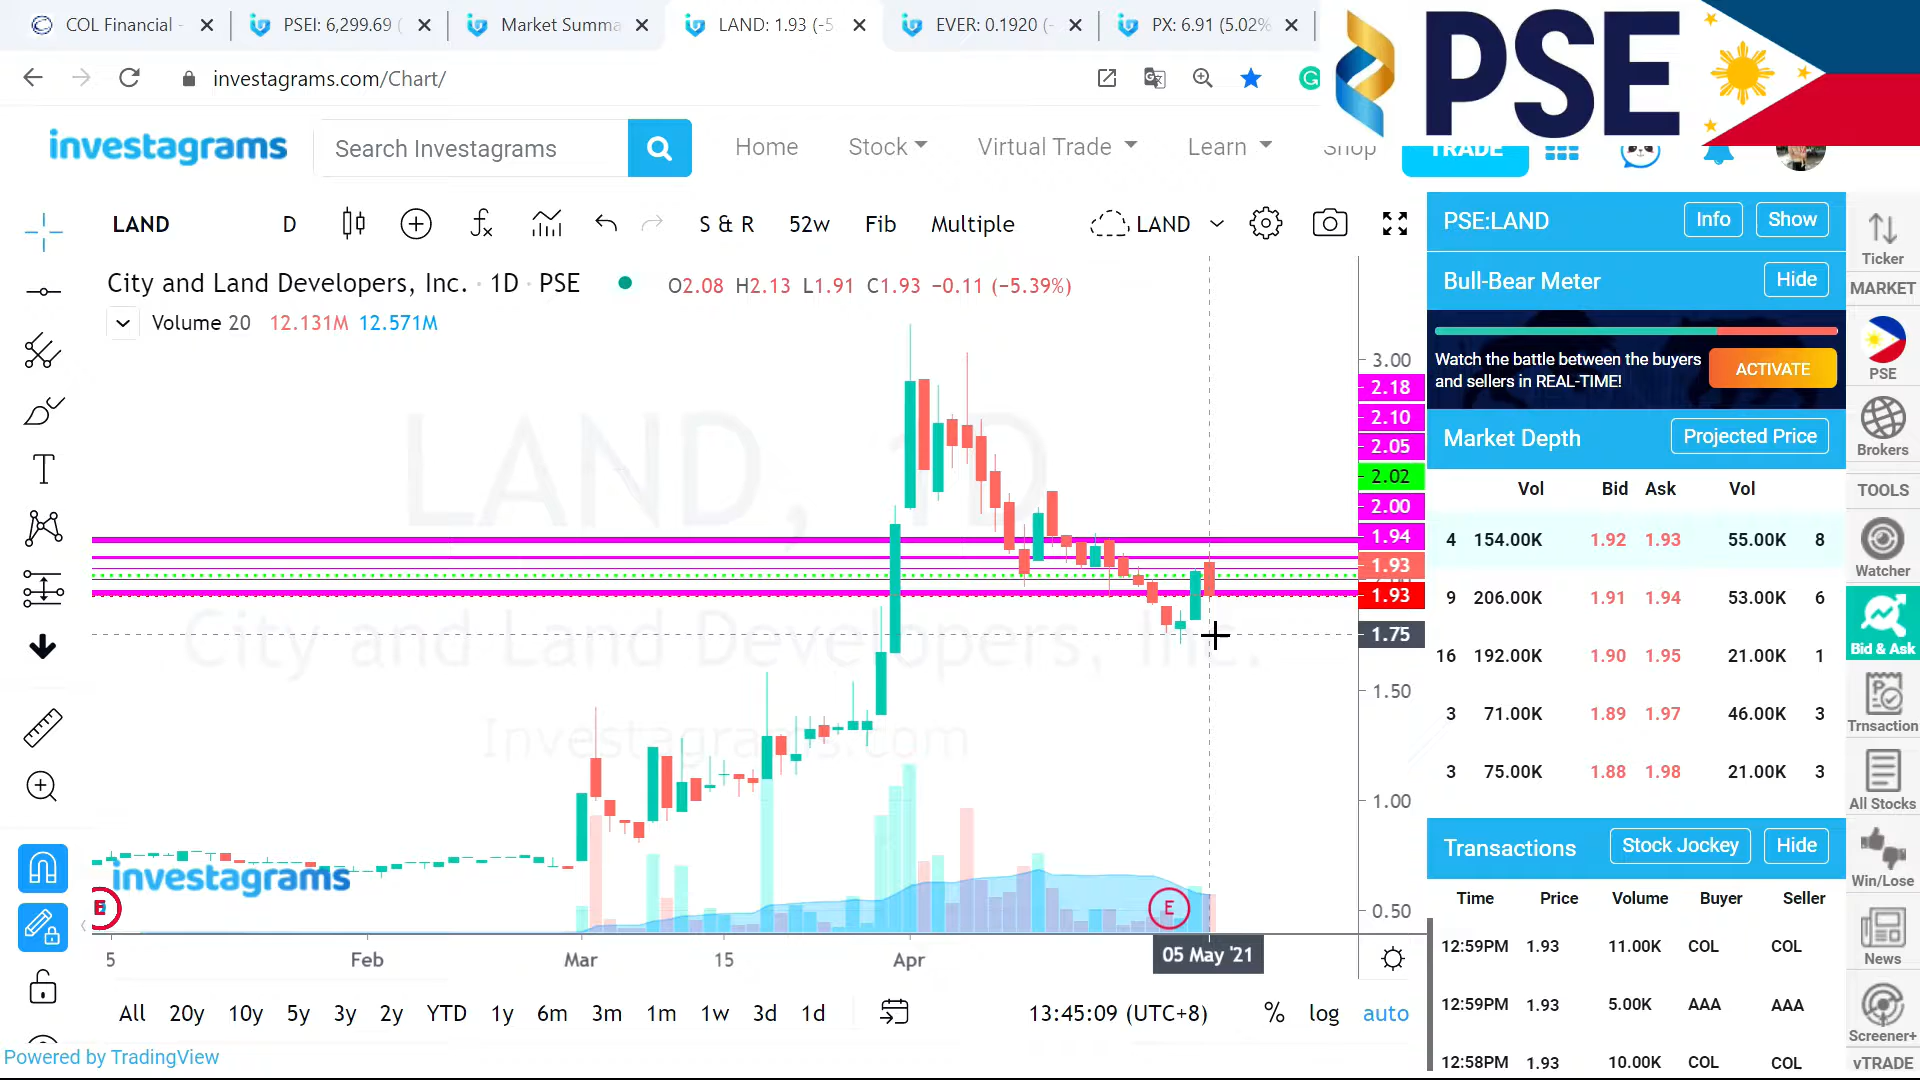 COL Financial -
PSEI: 6,299.69 (
Market Summa
LAND: 1.93 (-5
EVER: 0.1920 (-
PX: 6.91 (5.02%
PSE
investagrams.com/Chart/
investagrams
Search Investagrams
Home
Stock
Virtual Trade
Learn
Shop
TRADE
LAND
D
S & R
52w
Fib
Multiple
LAND
City and Land Developers, Inc. · 1D · PSE
O2.08 H2.13 L1.91 C1.93 −0.11 (−5.39%)
Volume 20 12.131M 12.571M
LAND, 1D
City and Land Developers, Inc.
Investagrams.com
investagrams
3.00
2.18
2.10
2.05
2.02
2.00
1.94
1.93
1.93
1.75
1.50
1.00
0.50
E
E
5
Feb
Mar
15
Apr
05 May '21
All
20y
10y
5y
3y
2y
YTD
1y
6m
3m
1m
1w
3d
1d
13:45:09 (UTC+8)
%
log
auto
Powered by TradingView
PSE:LAND
Info
Show
Bull-Bear Meter
Hide
Watch the battle between the buyers
and sellers in REAL-TIME!
ACTIVATE
Market Depth
Projected Price
Vol Bid Ask Vol
4 154.00K 1.92 1.93 55.00K 8
9 206.00K 1.91 1.94 53.00K 6
16 192.00K 1.90 1.95 21.00K 1
3 71.00K 1.89 1.97 46.00K 3
3 75.00K 1.88 1.98 21.00K 3
Transactions
Stock Jockey
Hide
Time Price Volume Buyer Seller
12:59PM 1.93 11.00K COL COL
12:59PM 1.93 5.00K AAA AAA
12:58PM 1.93 10.00K COL COL
Ticker
MARKET
PSE
Brokers
TOOLS
Watcher
Bid & Ask
Trnsaction
All Stocks
Win/Lose
News
Screener+
vTRADE